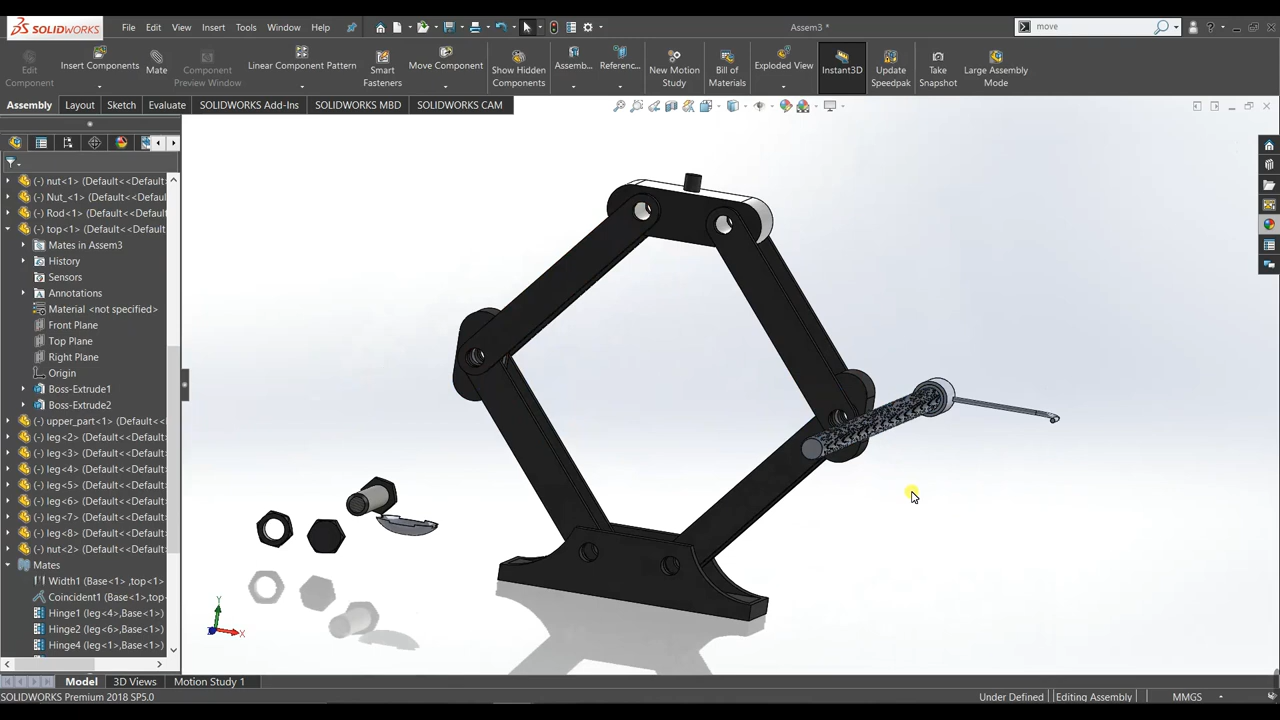 SOLIDWORKS File Edit View Insert Tools Window Help Assem3 * move ?
Edit Component Insert Components Mate Component Preview Window Linear Component Pattern Smart Fasteners Move Component Show Hidden Components Assemb... Referenc... New Motion Study Bill of Materials Exploded View Instant3D Update Speedpak Take Snapshot Large Assembly Mode
Assembly Layout Sketch Evaluate SOLIDWORKS Add-Ins SOLIDWORKS MBD SOLIDWORKS CAM
(-) nut<1> (Default<<Default
(-) Nut_<1> (Default<<Default
(-) Rod<1> (Default<<Default
(-) top<1> (Default<<Default
Mates in Assem3
History
Sensors
Annotations
Material <not specified>
Front Plane
Top Plane
Right Plane
Origin
Boss-Extrude1
Boss-Extrude2
(-) upper_part<1> (Default
(-) leg<2> (Default<<Default
(-) leg<3> (Default<<Default
(-) leg<4> (Default<<Default
(-) leg<5> (Default<<Default
(-) leg<6> (Default<<Default
(-) leg<7> (Default<<Default
(-) leg<8> (Default<<Default
(-) nut<2> (Default<<Default
Mates
Width1 (Base<1> ,top<1>
Coincident1 (Base<1>,top
Hinge1 (leg<4>,Base<1>)
Hinge2 (leg<6>,Base<1>)
Hinge4 (leg<1>,Base<1>)
Y
X
Model 3D Views Motion Study 1
SOLIDWORKS Premium 2018 SP5.0 Under Defined Editing Assembly MMGS